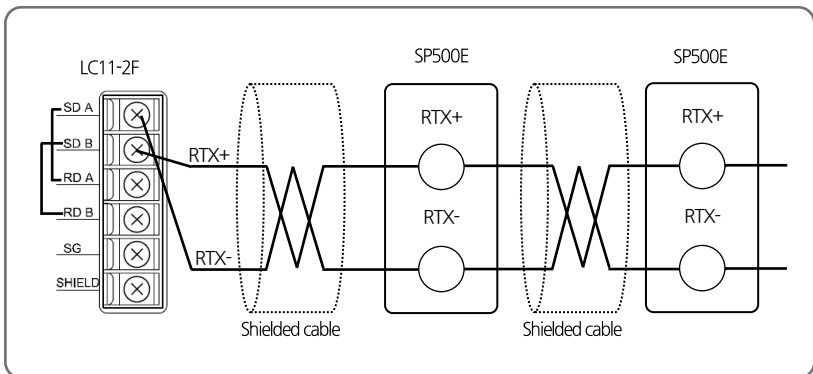 LC11-2F
SP500E
SP500E
SD A
SD B
RD A
RD B
SG
SHIELD
RTX+
RTX-
RTX+
RTX-
RTX+
RTX-
Shielded cable
Shielded cable